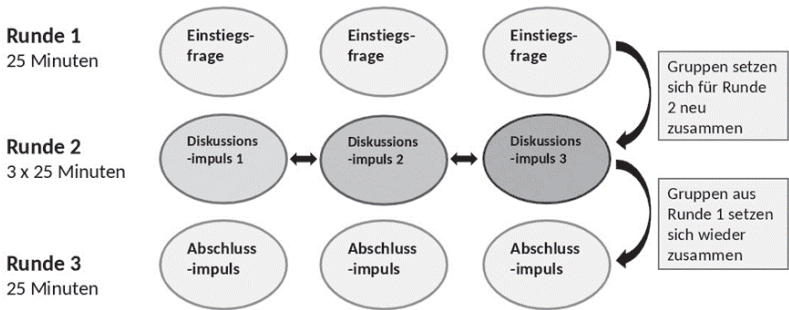 Runde 1
25 Minuten
Einstiegs-
frage
Einstiegs-
frage
Einstiegs-
frage
Gruppen setzen
sich für Runde
2 neu
zusammen
Runde 2
3 x 25 Minuten
Diskussions
-impuls 1
Diskussions
-impuls 2
Diskussions
-impuls 3
Gruppen aus
Runde 1 setzen
sich wieder
zusammen
Runde 3
25 Minuten
Abschluss
-impuls
Abschluss
-impuls
Abschluss
-impuls